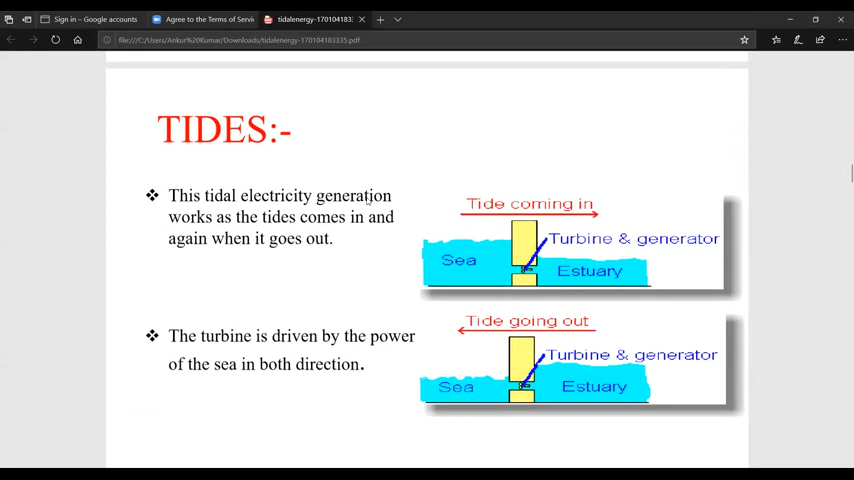 Sign in – Google accounts
Agree to the Terms of Servi
tidalenergy-1701041833
file:///C:/Users/Ankur%20Kumar/Downloads/tidalenergy-170104183335.pdf
TIDES:-
❖ This tidal electricity generation
works as the tides comes in and
again when it goes out.
Tide coming in
Turbine & generator
Sea
Estuary
❖ The turbine is driven by the power
of the sea in both direction.
Tide going out
Turbine & generator
Sea
Estuary